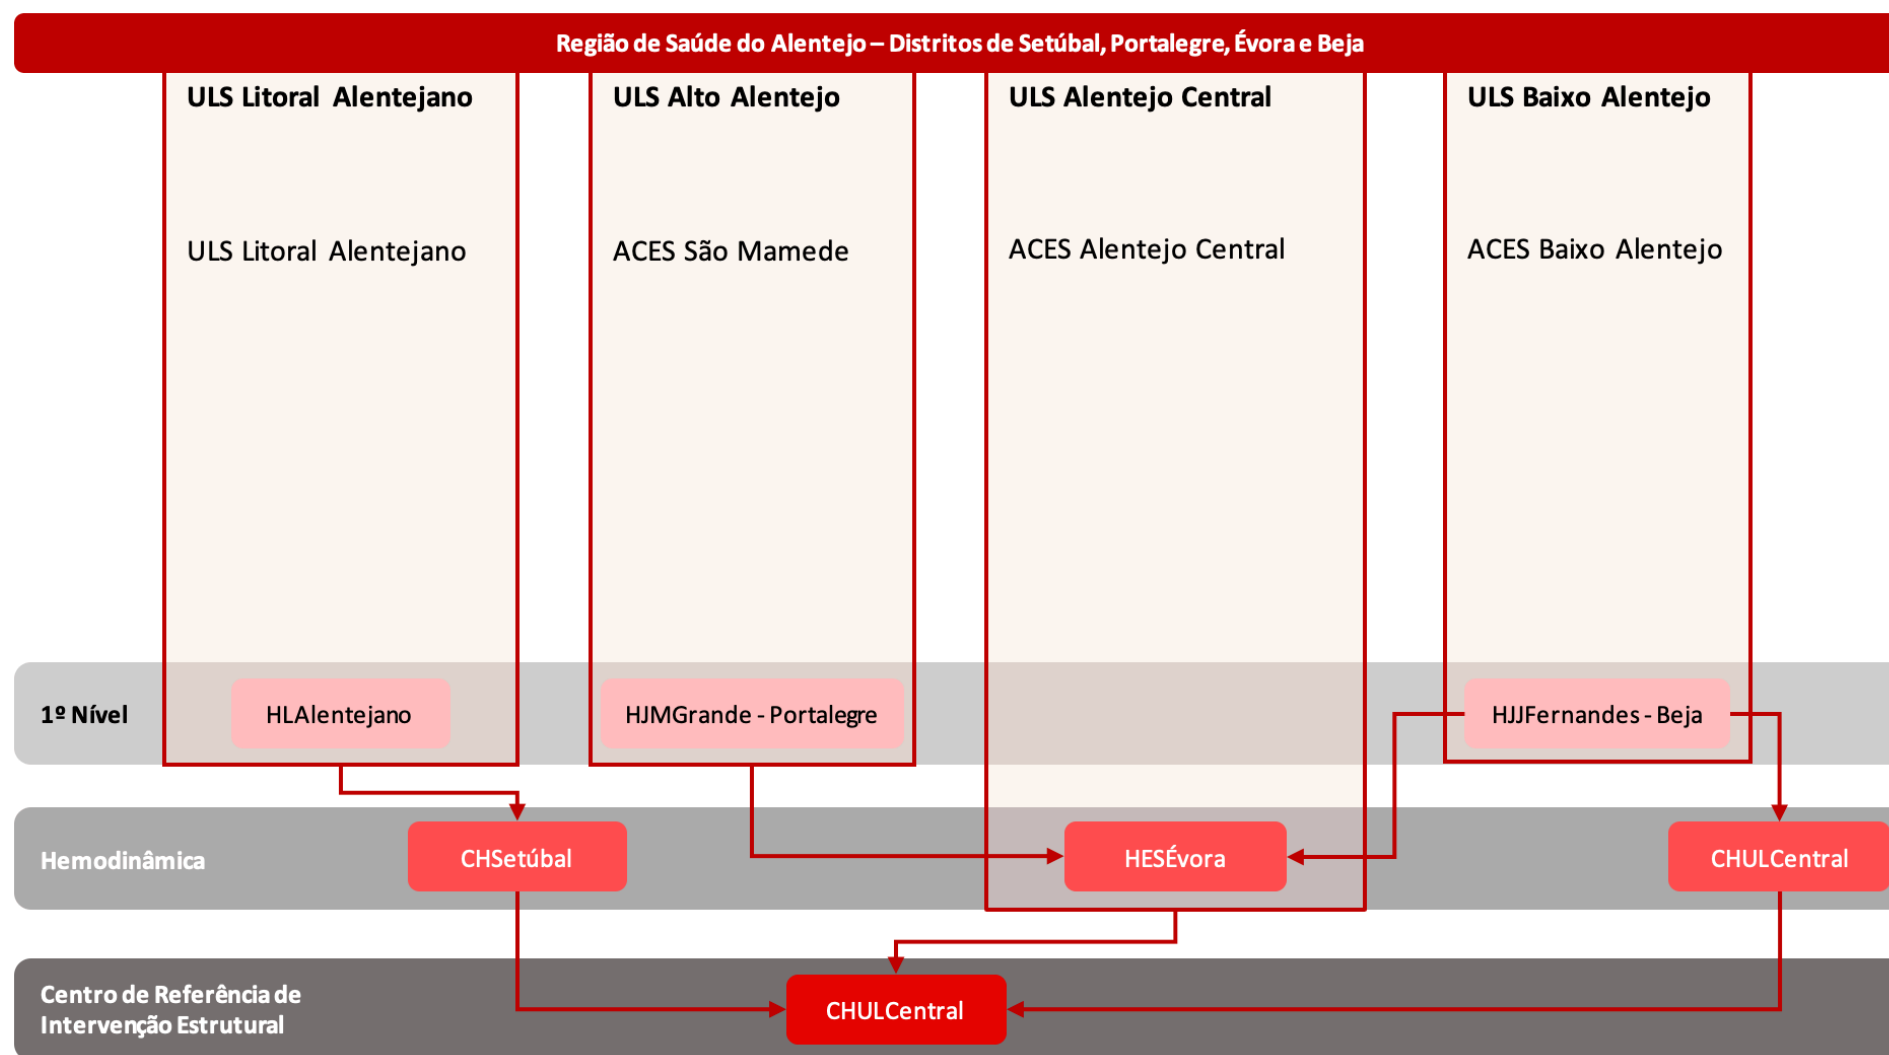 Região de Saúde do Alentejo – Distritos de Setúbal, Portalegre, Évora e Beja
ULS Litoral Alentejano
ULS Alto Alentejo
ULS Alentejo Central
ULS Baixo Alentejo
ULS Litoral Alentejano
ACES São Mamede
ACES Alentejo Central
ACES Baixo Alentejo
1º Nível
HLAlentejano
HJMGrande - Portalegre
HJJFernandes - Beja
Hemodinâmica
CHSetúbal
HESÉvora
CHULCentral
Centro de Referência de
Intervenção Estrutural
CHULCentral